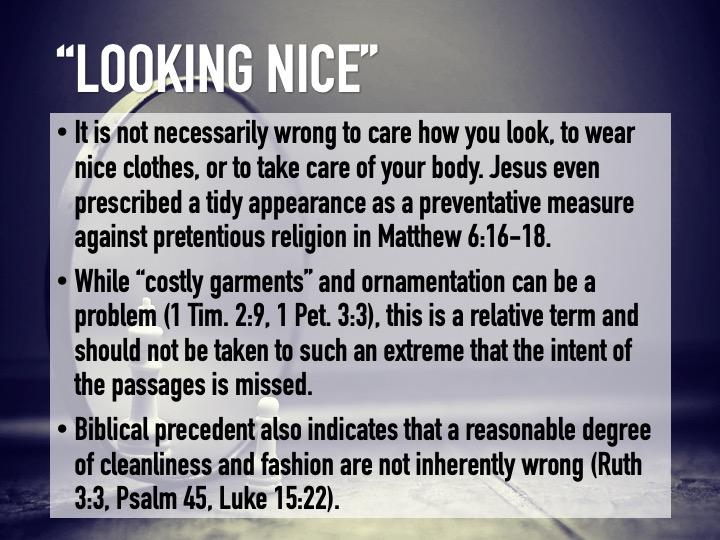 “LOOKING NICE”
• It is not necessarily wrong to care how you look, to wear
nice clothes, or to take care of your body. Jesus even
prescribed a tidy appearance as a preventative measure
against pretentious religion in Matthew 6:16-18.
• While “costly garments” and ornamentation can be a
problem (1 Tim. 2:9, 1 Pet. 3:3), this is a relative term and
should not be taken to such an extreme that the intent of
the passages is missed.
• Biblical precedent also indicates that a reasonable degree
of cleanliness and fashion are not inherently wrong (Ruth
3:3, Psalm 45, Luke 15:22).